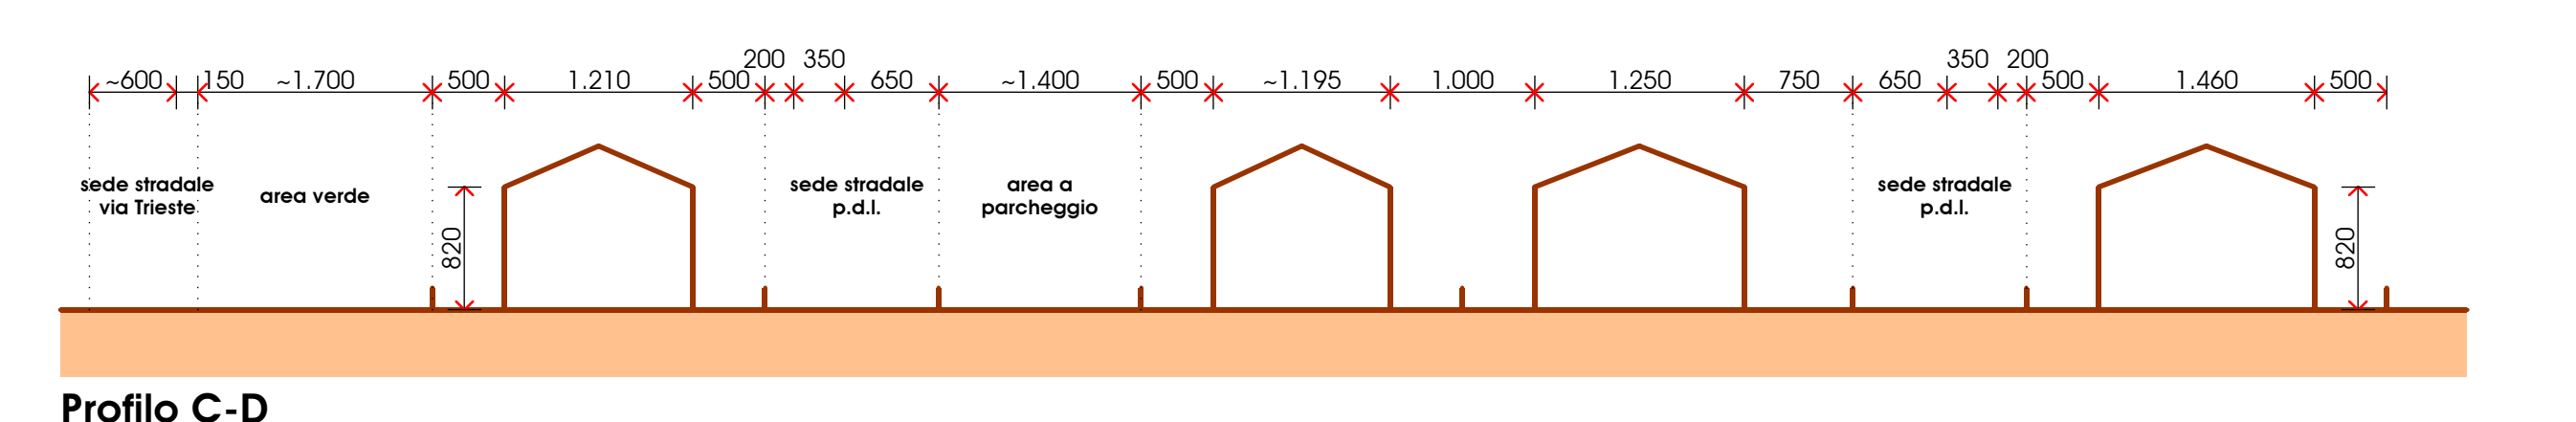 200 350 350 200
~600 150 ~1.700 500 1.210 500 650 ~1.400 500 ~1.195 1.000 1.250 750 650 500 1.460 500
sede stradale
via Trieste
area verde
820
sede stradale
p.d.l.
area a
parcheggio
sede stradale
p.d.l.
820
Profilo C-D